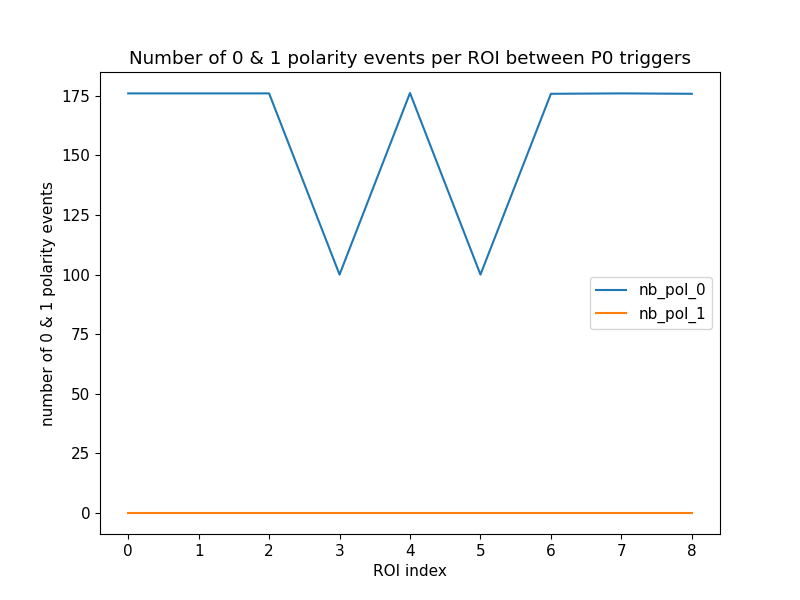 Number of 0 & 1 polarity events per ROI between P0 triggers
175
150
125
100
75
50
25
0
number of 0 & 1 polarity events
nb_pol_0
nb_pol_1
0 1 2 3 4 5 6 7 8
ROI index